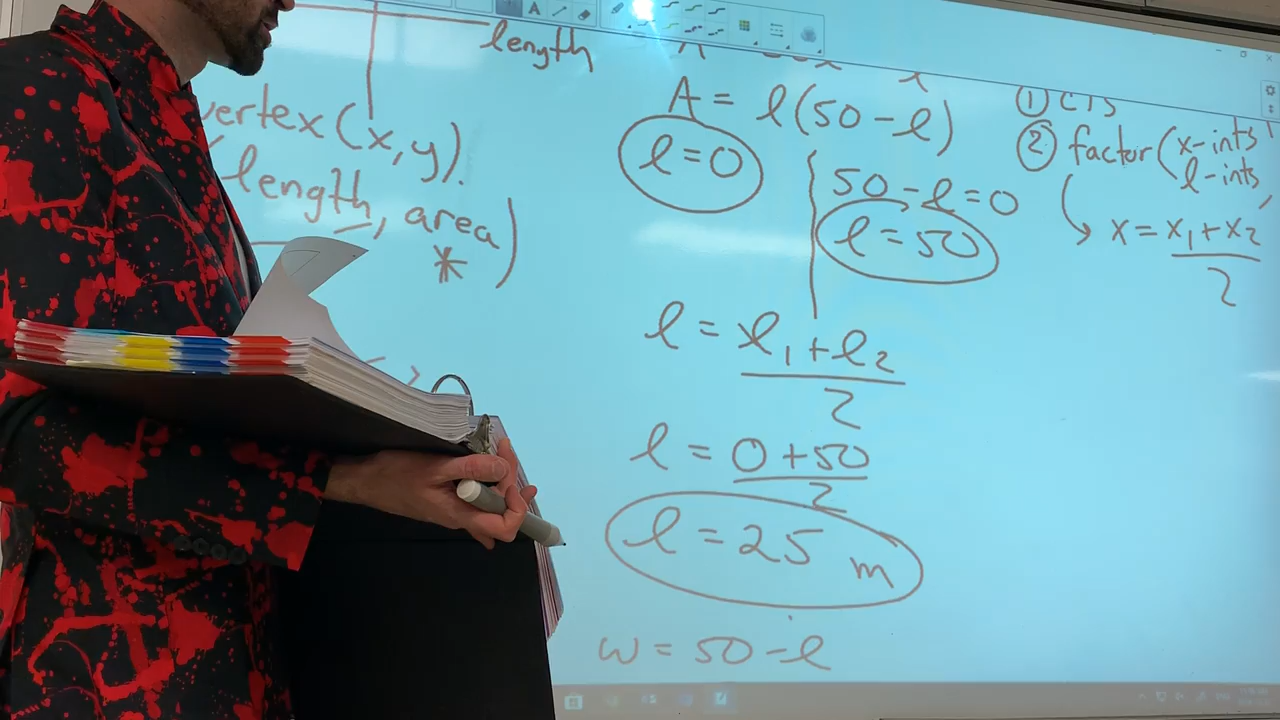 length
vertex (x,y).
(length, area)
*
A = l(50 - l)
l = 0
50 - l = 0
l = 50
l = l₁ + l₂
2
l = 0 + 50
2
l = 25 m
w = 50 - l
① CTS
② factor (x-ints
l-ints,
x = x₁ + x₂
2